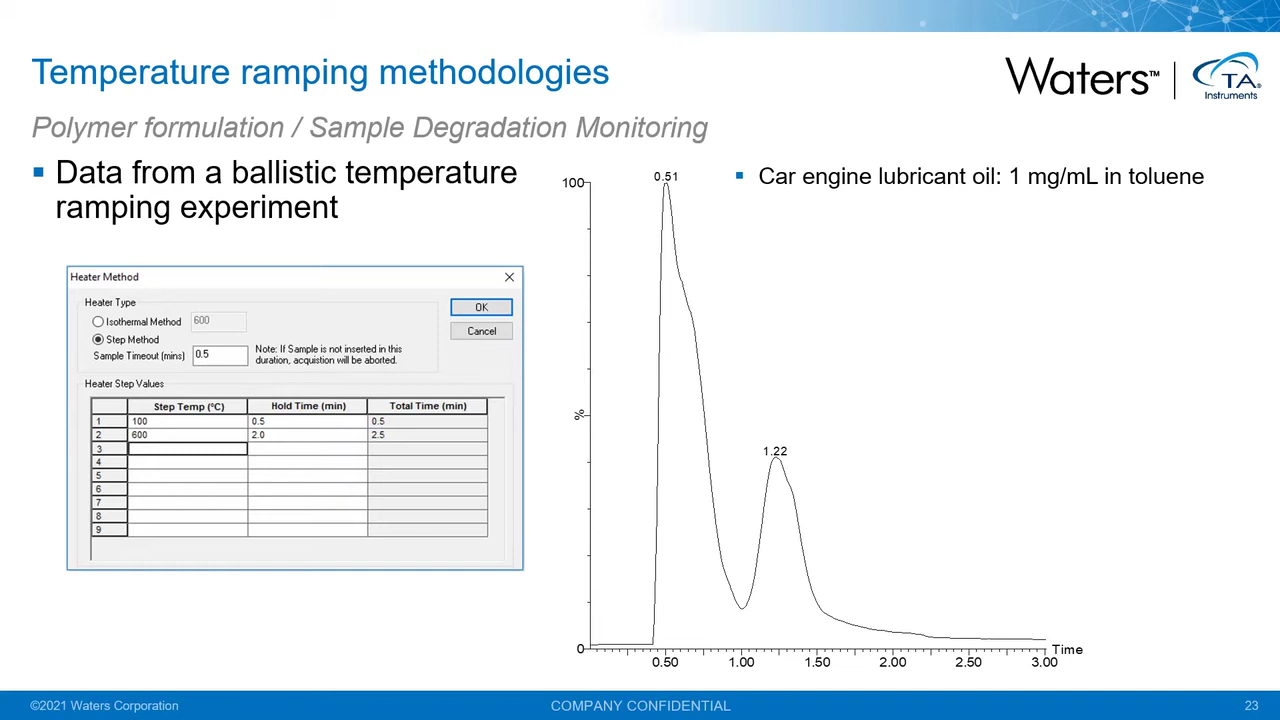 Temperature ramping methodologies
Waters™
TA
Instruments
Polymer formulation / Sample Degradation Monitoring
▪ Data from a ballistic temperature
ramping experiment
▪ Car engine lubricant oil: 1 mg/mL in toluene
Heater Method
Heater Type
Isothermal Method 600
Step Method
Sample Timeout (mins) 0.5
Note: If Sample is not inserted in this
duration, acquistion will be aborted.
OK
Cancel
Heater Step Values
Step Temp (°C) Hold Time (min) Total Time (min)
1 100 0.5 0.5
2 600 2.0 2.5
3
4
5
6
7
8
9
100
%
0
0.51
1.22
0.50 1.00 1.50 2.00 2.50 3.00
Time
©2021 Waters Corporation
COMPANY CONFIDENTIAL
23